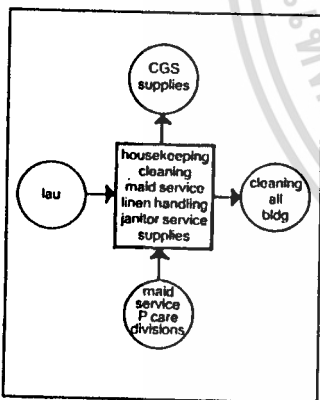 CGS
supplies
housekeeping
cleaning
maid service
linen handling
janitor service
supplies
lau
cleaning
all
bldg
maid
service
P care
divisions